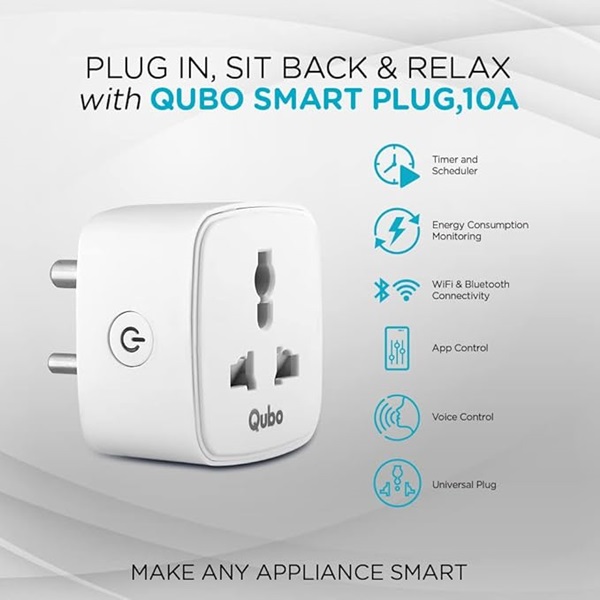 PLUG IN, SIT BACK & RELAX
with QUBO SMART PLUG,10A
Timer and
Scheduler
Energy Consumption
Monitoring
WiFi & Bluetooth
Connectivity
App Control
Voice Control
Universal Plug
Qubo
MAKE ANY APPLIANCE SMART